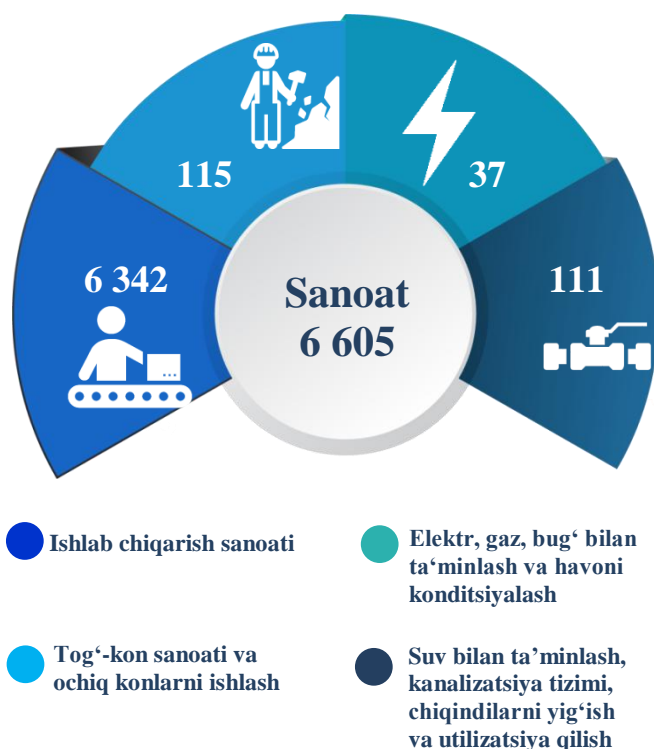 115
37
6 342
111
Sanoat
6 605
Ishlab chiqarish sanoati
Elektr, gaz, bug‘ bilan
ta‘minlash va havoni
konditsiyalash
Tog‘-kon sanoati va
ochiq konlarni ishlash
Suv bilan ta’minlash,
kanalizatsiya tizimi,
chiqindilarni yig‘ish
va utilizatsiya qilish